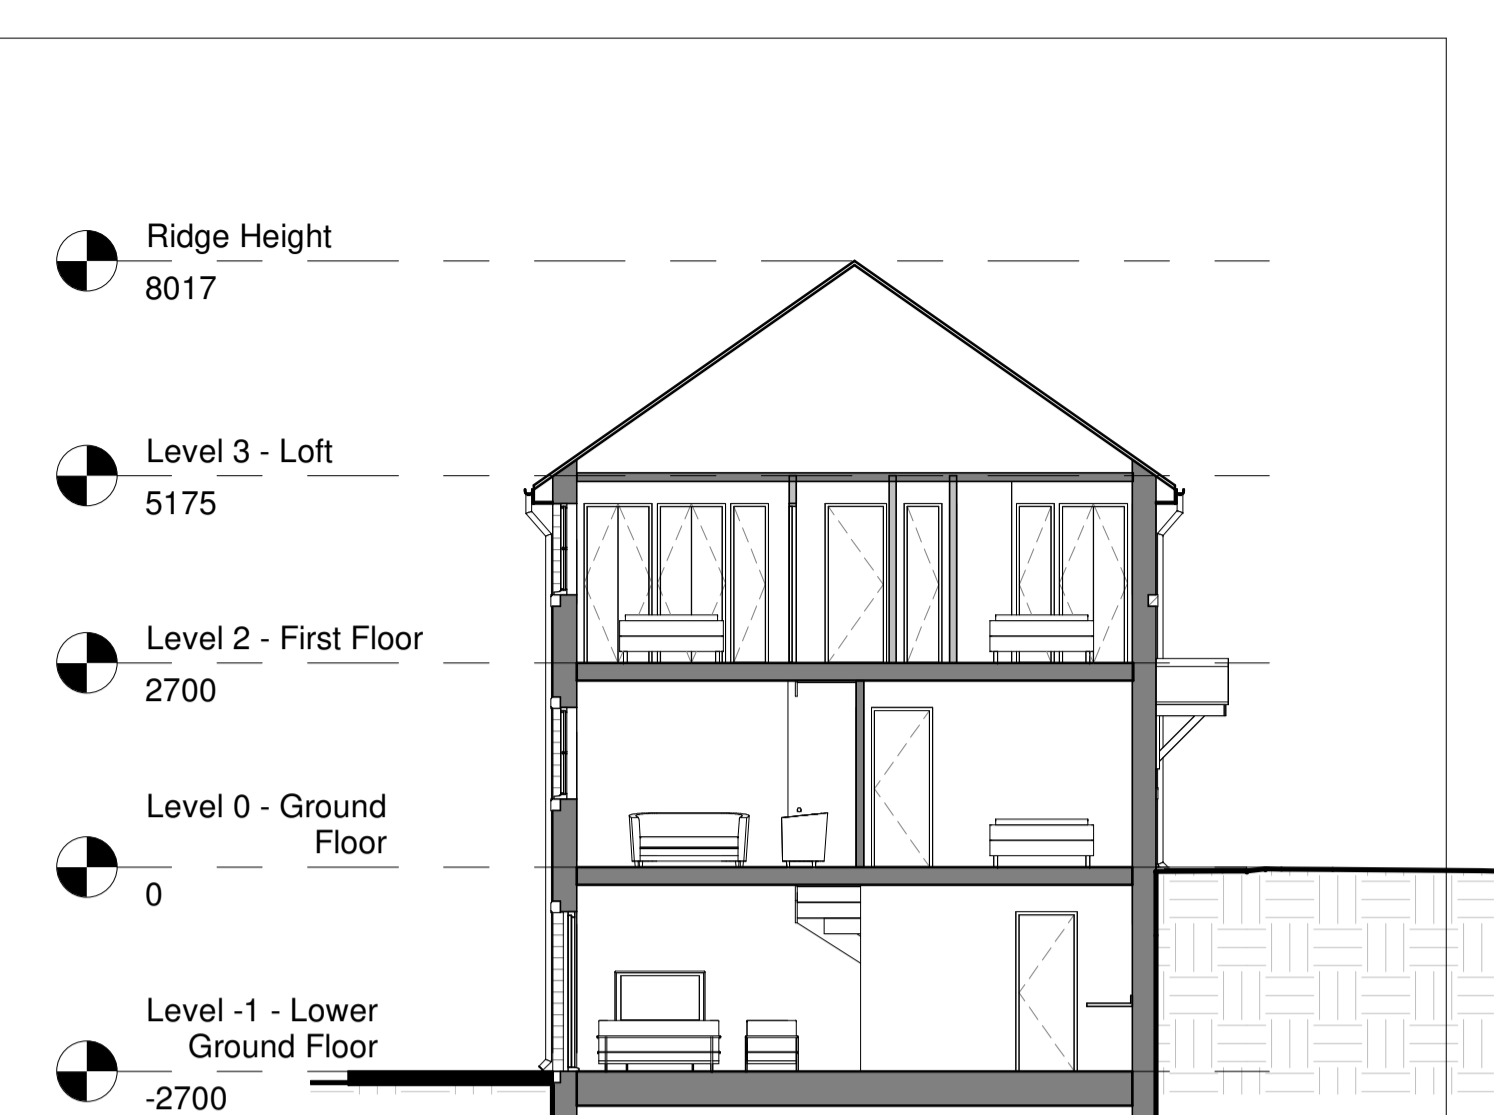 Ridge Height
8017
Level 3 - Loft
5175
Level 2 - First Floor
2700
Level 0 - Ground
Floor
0
Level -1 - Lower
Ground Floor
-2700